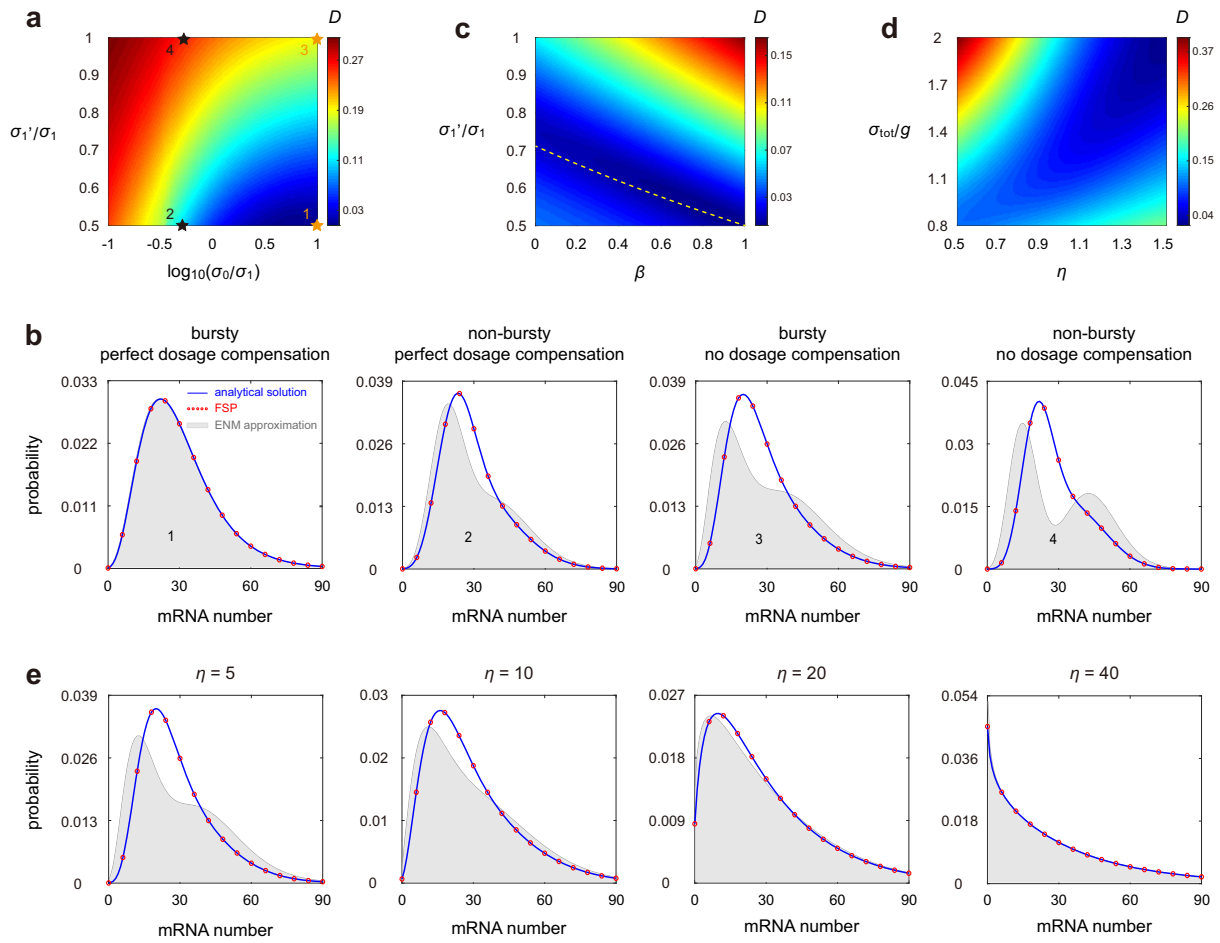 a
D
1
0.9
0.8
0.7
0.6
0.5
σ1'/σ1
4
3
2
1
-1
-0.5
0
0.5
1
log10(σ0/σ1)
0.27
0.19
0.11
0.03
c
D
1
0.9
0.8
0.7
0.6
0.5
σ1'/σ1
0
0.2
0.4
0.6
0.8
1
β
0.15
0.11
0.07
0.03
d
D
2
1.7
1.4
1.1
0.8
σtot/g
0.5
0.7
0.9
1.1
1.3
1.5
η
0.37
0.26
0.15
0.04
b
bursty
perfect dosage compensation
0.033
0.022
0.011
0
probability
analytical solution
FSP
ENM approximation
1
0 30 60 90
mRNA number
non-bursty
perfect dosage compensation
0.039
0.026
0.013
0
2
0 30 60 90
mRNA number
bursty
no dosage compensation
0.039
0.026
0.013
0
3
0 30 60 90
mRNA number
non-bursty
no dosage compensation
0.045
0.03
0.015
0
4
0 30 60 90
mRNA number
e
η = 5
0.039
0.026
0.013
0
probability
0 30 60 90
mRNA number
η = 10
0.03
0.02
0.01
0
0 30 60 90
mRNA number
η = 20
0.027
0.018
0.009
0
0 30 60 90
mRNA number
η = 40
0.054
0.036
0.018
0
0 30 60 90
mRNA number